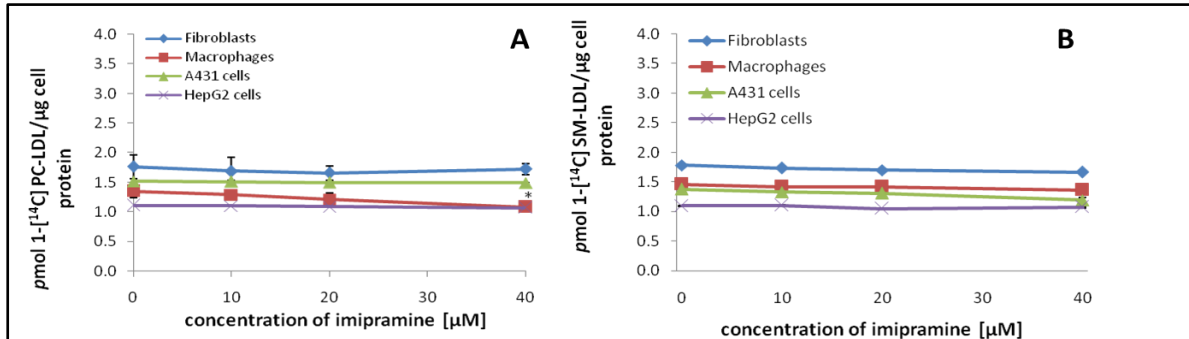 A
4.0
3.5
3.0
2.5
2.0
1.5
1.0
0.5
0.0
Fibroblasts
Macrophages
A431 cells
HepG2 cells
*
0 10 20 30 40
concentration of imipramine [µM]
pmol 1-[¹⁴C] PC-LDL/µg cell
protein
B
4.0
3.5
3.0
2.5
2.0
1.5
1.0
0.5
0.0
Fibroblasts
Macrophages
A431 cells
HepG2 cells
0 10 20 30 40
concentration of imipramine [µM]
pmol 1-[¹⁴C] SM-LDL/µg cell
protein